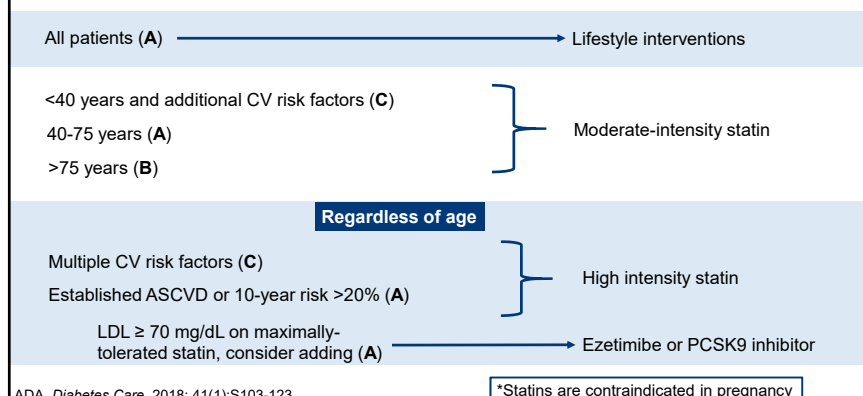 All patients (A)
Lifestyle interventions
<40 years and additional CV risk factors (C)
40-75 years (A)
>75 years (B)
Moderate-intensity statin
Regardless of age
Multiple CV risk factors (C)
Established ASCVD or 10-year risk >20% (A)
High intensity statin
LDL ≥ 70 mg/dL on maximally-
tolerated statin, consider adding (A)
Ezetimibe or PCSK9 inhibitor
ADA. Diabetes Care. 2018; 41(1):S103-123
*Statins are contraindicated in pregnancy